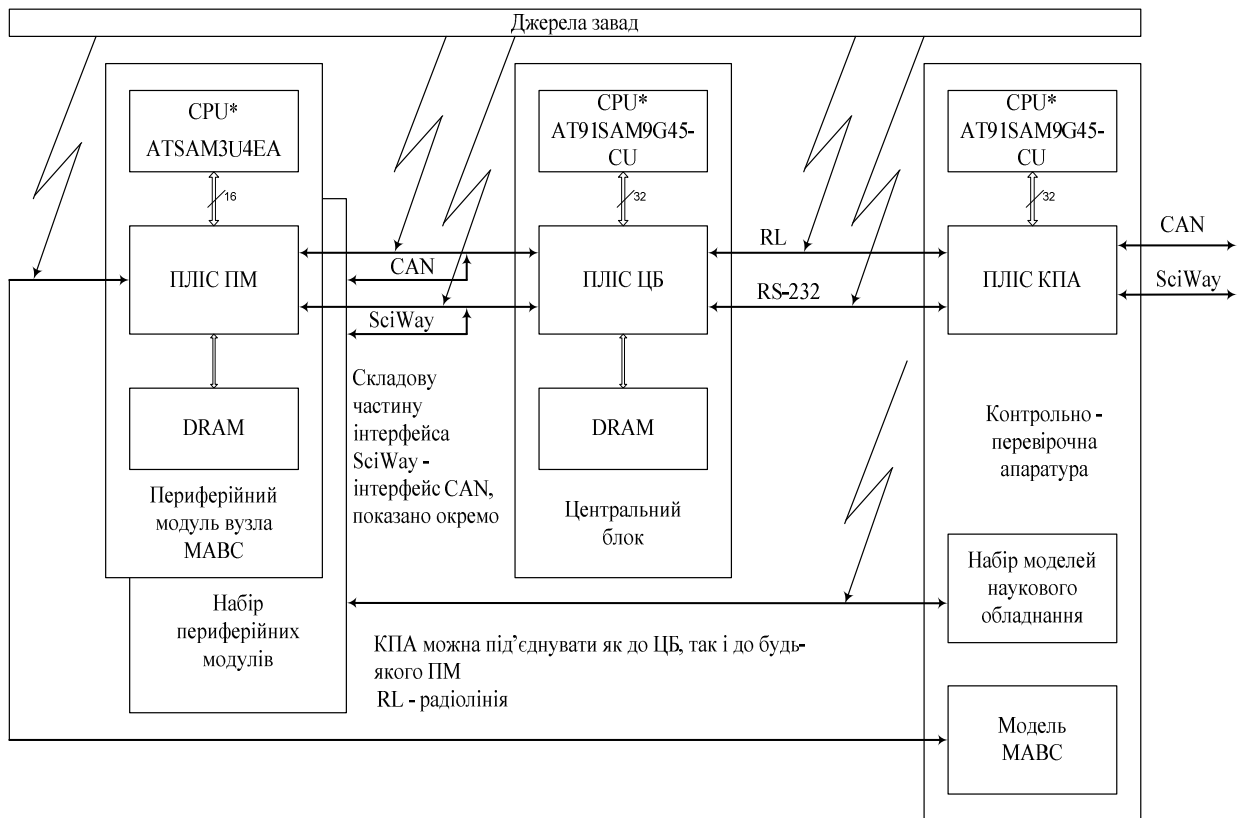 Джерела завад
CPU*
ATSAM3U4EA
16
ПЛІС ПМ
DRAM
Периферійний
модуль вузла
МАВС
Набір
периферійних
модулів
CAN
SciWay
Складову
частину
інтерфейса
SciWay -
інтерфейс CAN,
показано окремо
CPU*
AT91SAM9G45-
CU
32
ПЛІС ЦБ
DRAM
Центральний
блок
RL
RS-232
CPU*
AT91SAM9G45-
CU
32
ПЛІС КПА
CAN
SciWay
Контрольно -
перевірочна
апаратура
Набір моделей
наукового
обладнання
Модель
МАВС
КПА можна під’єднувати як до ЦБ, так і до будь-
якого ПМ
RL - радіолінія